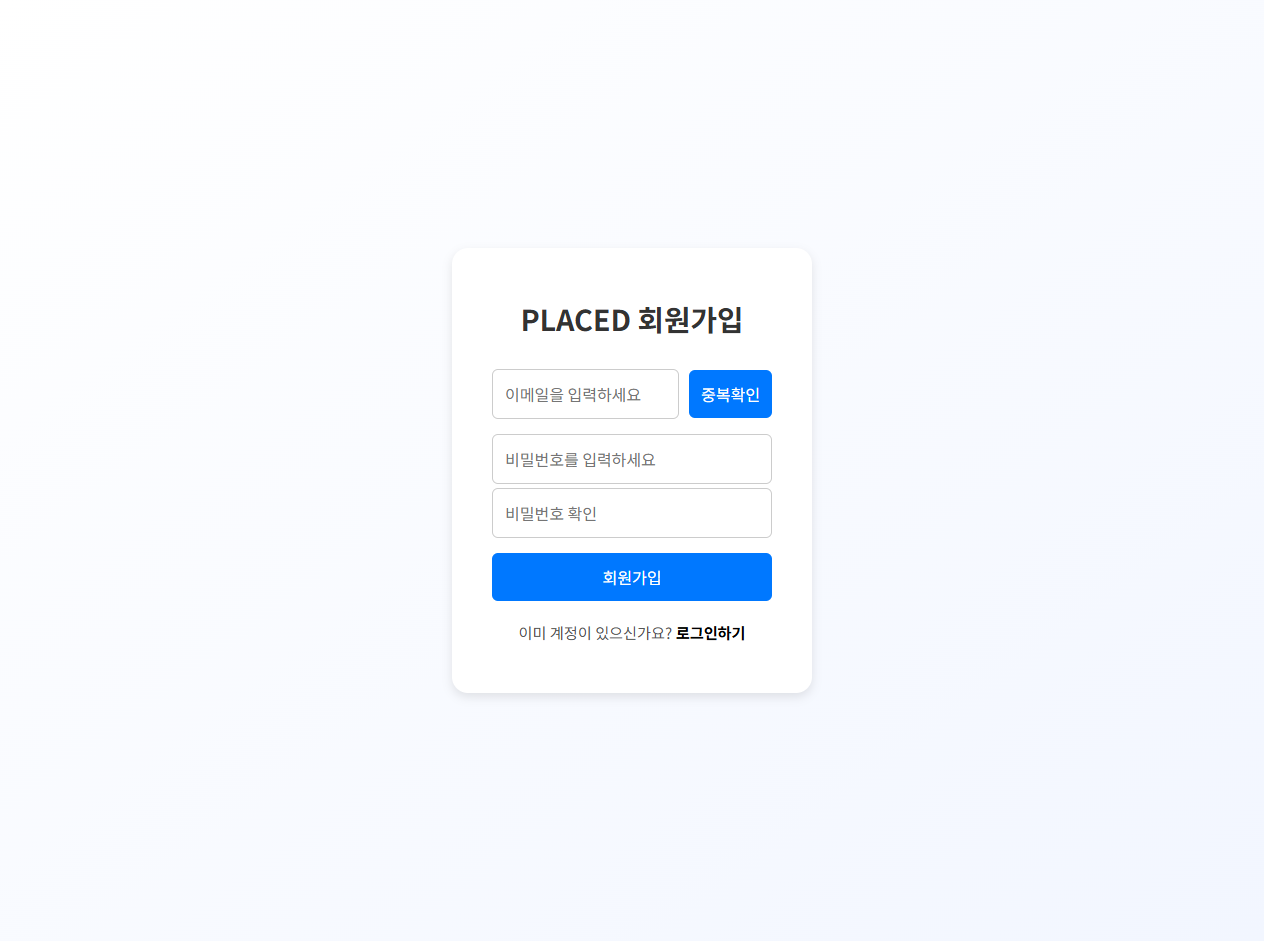 PLACED 회원가입
이메일을 입력하세요 중복확인
비밀번호를 입력하세요
비밀번호 확인
회원가입
이미 계정이 있으신가요? 로그인하기